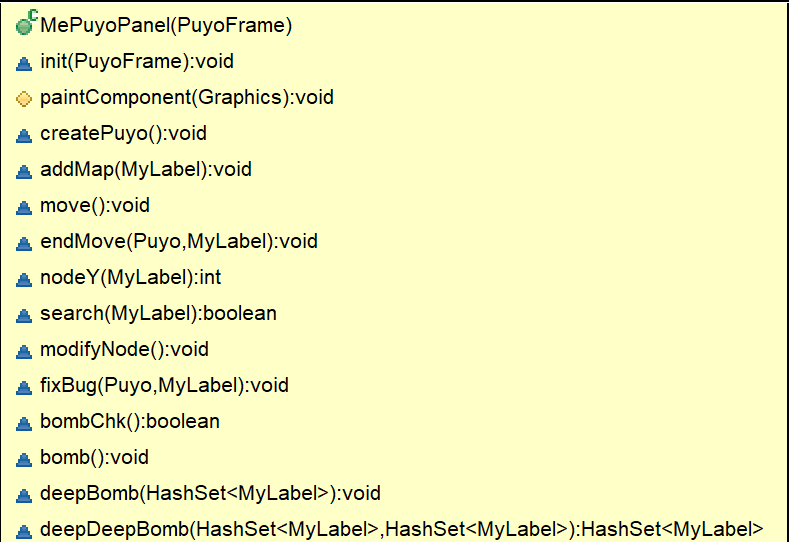 C
MePuyoPanel(PuyoFrame)
init(PuyoFrame):void
paintComponent(Graphics):void
createPuyo():void
addMap(MyLabel):void
move():void
endMove(Puyo,MyLabel):void
nodeY(MyLabel):int
search(MyLabel):boolean
modifyNode():void
fixBug(Puyo,MyLabel):void
bombChk():boolean
bomb():void
deepBomb(HashSet<MyLabel>):void
deepDeepBomb(HashSet<MyLabel>,HashSet<MyLabel>):HashSet<MyLabel>